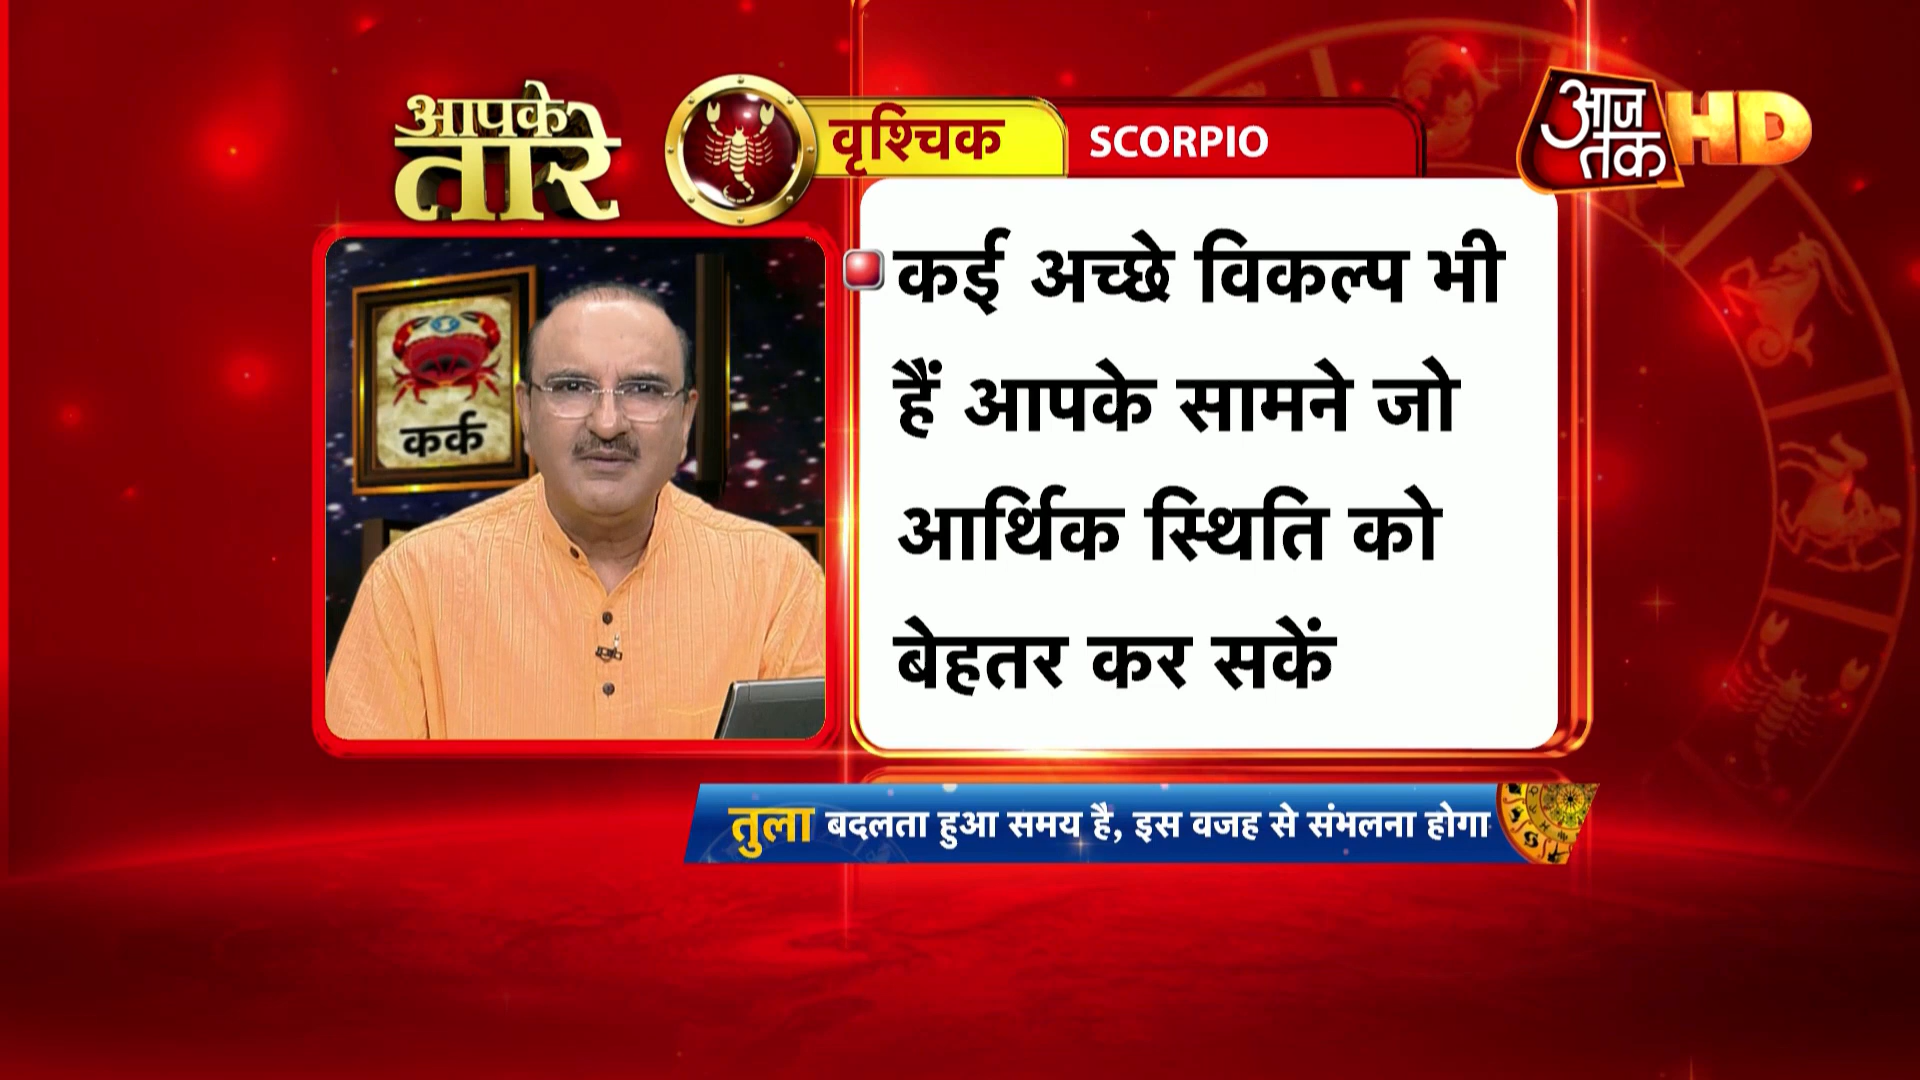 आपके
तारे
वृश्चिक
SCORPIO
आज
तक
HD
कर्क
कई अच्छे विकल्प भी
हैं आपके सामने जो
आर्थिक स्थिति को
बेहतर कर सकें
तुला बदलता हुआ समय है, इस वजह से संभलना होगा